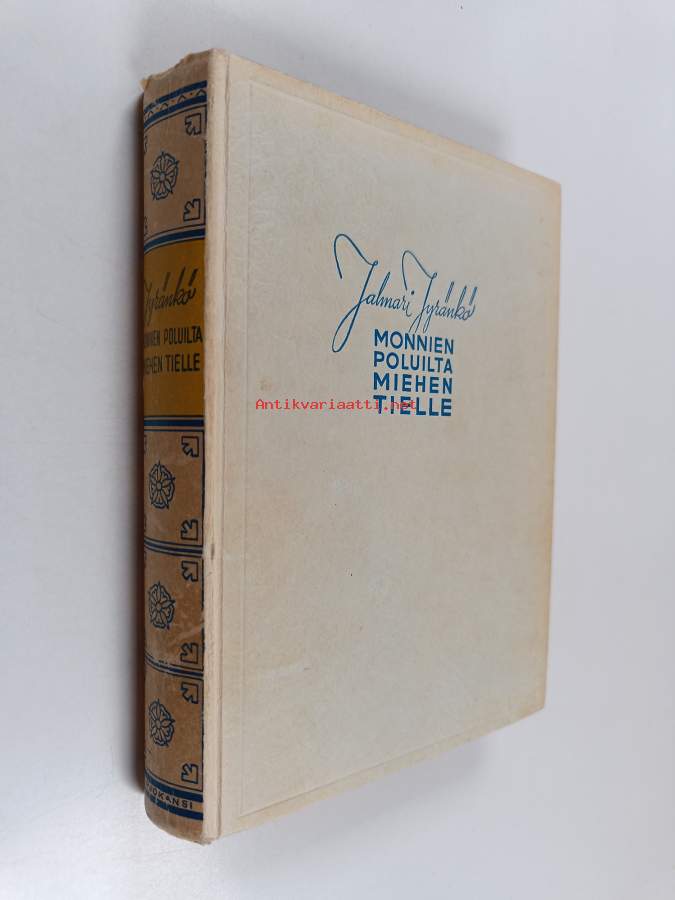 Jyränkö
MONNIEN POLUILTA
MIEHEN TIELLE
Jalmari Jyränkö
MONNIEN
POLUILTA
MIEHEN
TIELLE
Antikvariaatti.net